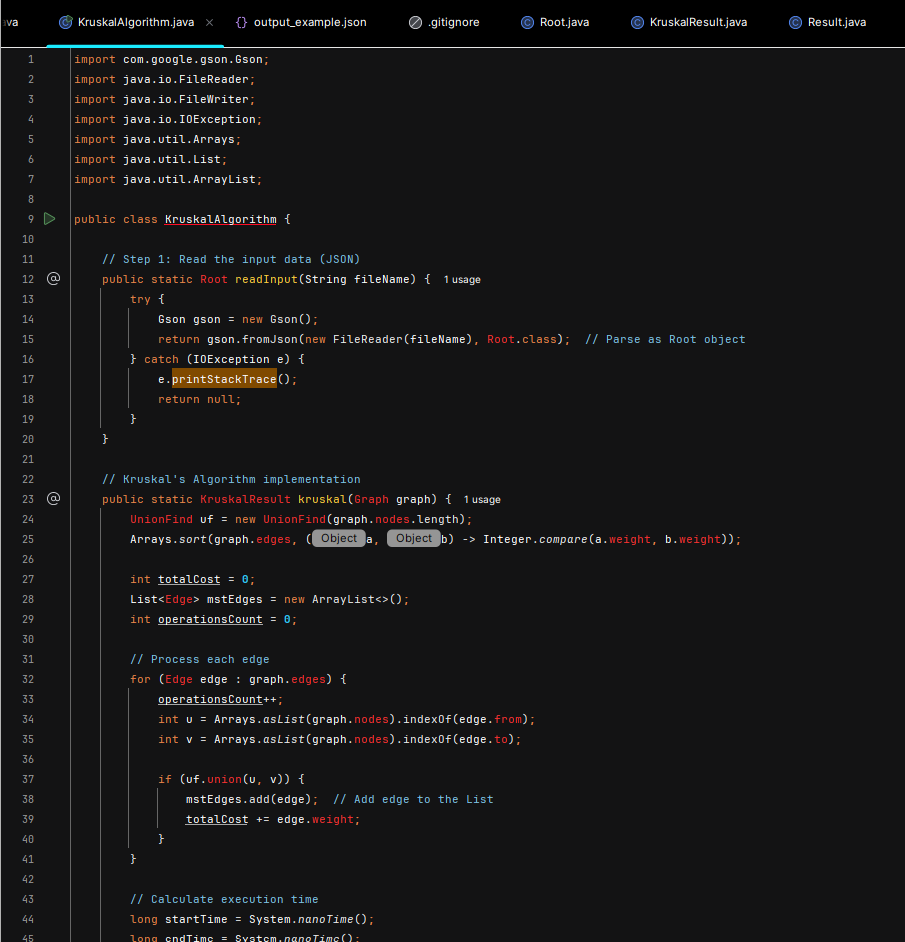 ava KruskalAlgorithm.java × {} output_example.json .gitignore Root.java KruskalResult.java Result.java
1 import com.google.gson.Gson;
2 import java.io.FileReader;
3 import java.io.FileWriter;
4 import java.io.IOException;
5 import java.util.Arrays;
6 import java.util.List;
7 import java.util.ArrayList;
8
9 public class KruskalAlgorithm {
10
11 // Step 1: Read the input data (JSON)
12 @ public static Root readInput(String fileName) { 1 usage
13 try {
14 Gson gson = new Gson();
15 return gson.fromJson(new FileReader(fileName), Root.class); // Parse as Root object
16 } catch (IOException e) {
17 e.printStackTrace();
18 return null;
19 }
20 }
21
22 // Kruskal's Algorithm implementation
23 @ public static KruskalResult kruskal(Graph graph) { 1 usage
24 UnionFind uf = new UnionFind(graph.nodes.length);
25 Arrays.sort(graph.edges, (Object a, Object b) -> Integer.compare(a.weight, b.weight));
26
27 int totalCost = 0;
28 List<Edge> mstEdges = new ArrayList<>();
29 int operationsCount = 0;
30
31 // Process each edge
32 for (Edge edge : graph.edges) {
33 operationsCount++;
34 int u = Arrays.asList(graph.nodes).indexOf(edge.from);
35 int v = Arrays.asList(graph.nodes).indexOf(edge.to);
36
37 if (uf.union(u, v)) {
38 mstEdges.add(edge); // Add edge to the List
39 totalCost += edge.weight;
40 }
41 }
42
43 // Calculate execution time
44 long startTime = System.nanoTime();
45 long endTime = System.nanoTime();